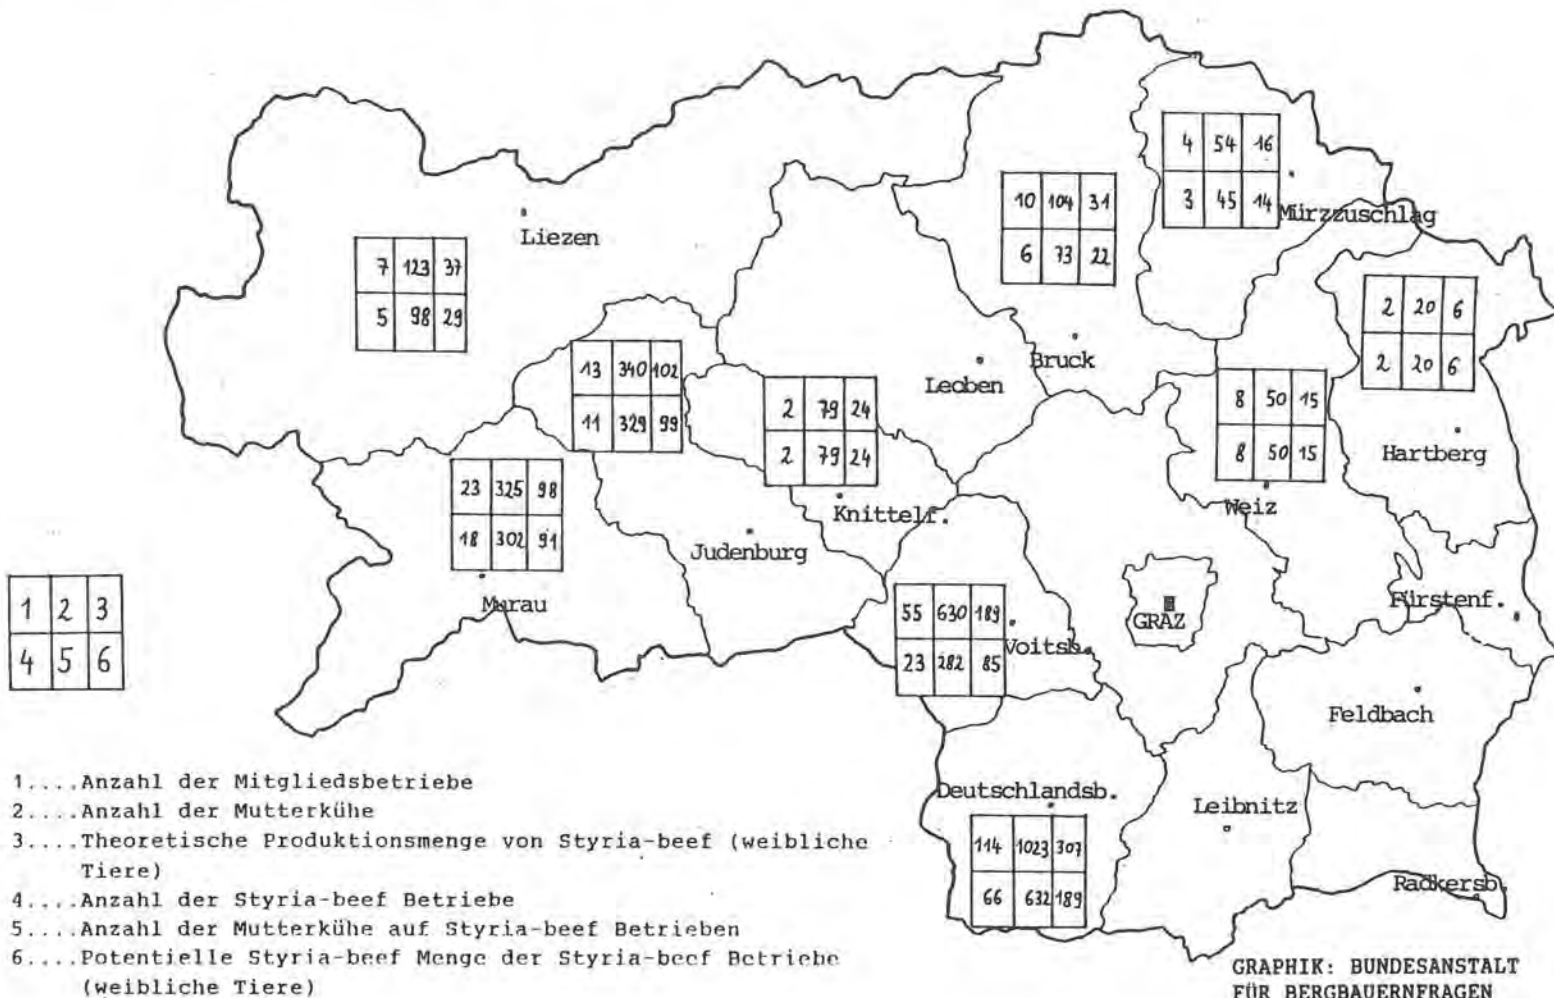 4 54 16
3 45 14
Mürzzuschlag
10 104 31
6 73 22
Bruck
Liezen
7 123 37
5 98 29
2 20 6
2 20 6
Hartberg
13 340 102
11 329 99
Leoben
2 79 24
2 79 24
Knittelf.
8 50 15
8 50 15
Weiz
23 325 98
18 302 91
Murau
Judenburg
1 2 3
4 5 6
55 630 189
23 282 85
Voitsb.
GRAZ
Fürstenf.
Feldbach
Deutschlandsb.
114 1023 307
66 632 189
Leibnitz
Radkersb.
1....Anzahl der Mitgliedsbetriebe
2....Anzahl der Mutterkühe
3....Theoretische Produktionsmenge von Styria-beef (weibliche
Tiere)
4....Anzahl der Styria-beef Betriebe
5....Anzahl der Mutterkühe auf Styria-beef Betrieben
6....Potentielle Styria-beef Menge der Styria-beef Betriebe
(weibliche Tiere)
GRAPHIK: BUNDESANSTALT
FÜR BERGBAUERNFRAGEN